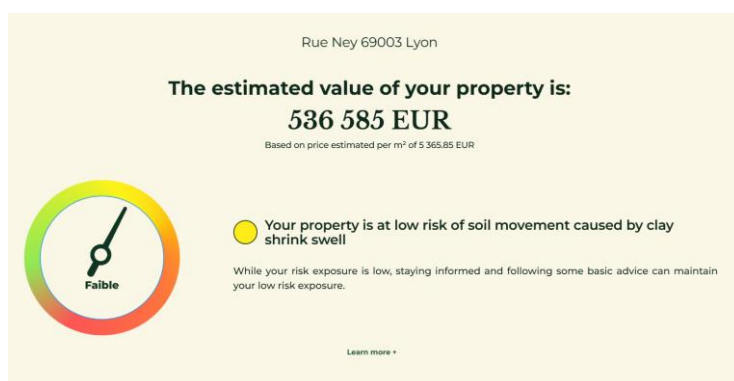 Rue Ney 69003 Lyon
The estimated value of your property is:
536 585 EUR
Based on price estimated per m² of 5 365.85 EUR
Faible
Your property is at low risk of soil movement caused by clay
shrink swell
While your risk exposure is low, staying informed and following some basic advice can maintain
your low risk exposure.
Learn more +